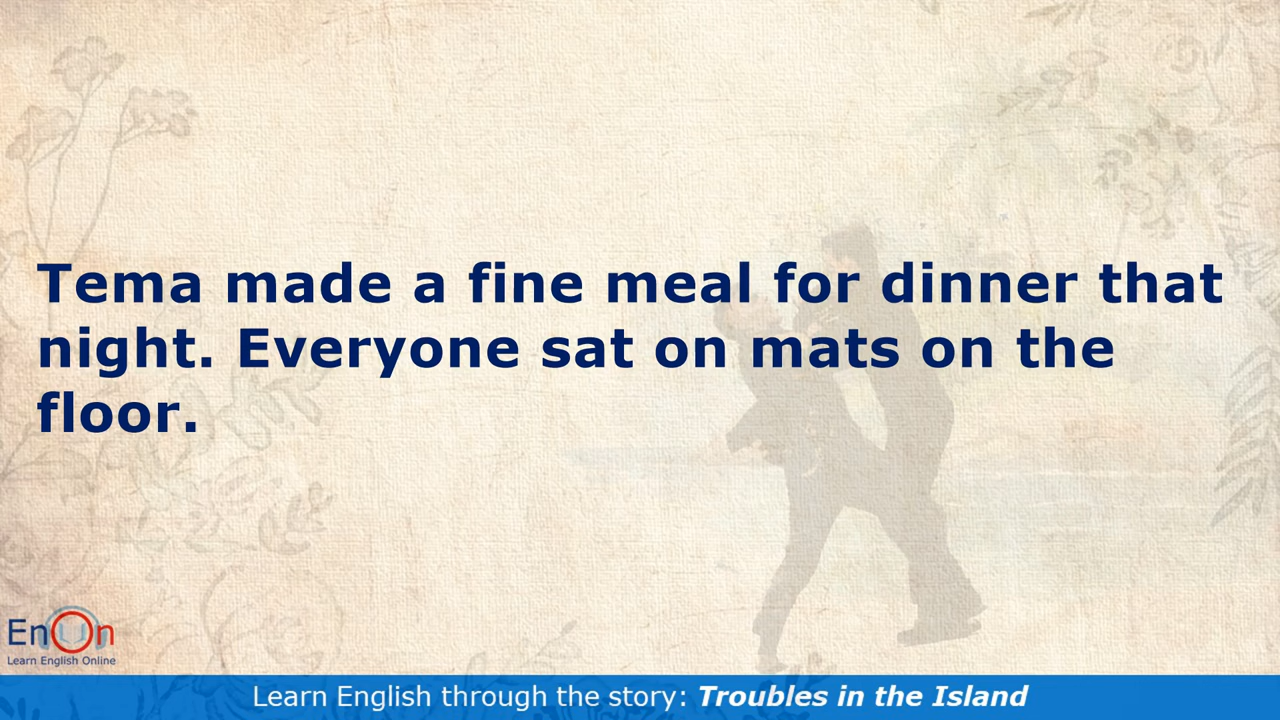 Tema made a fine meal for dinner that
night. Everyone sat on mats on the
floor.
EnOn
Learn English Online
Learn English through the story: Troubles in the Island